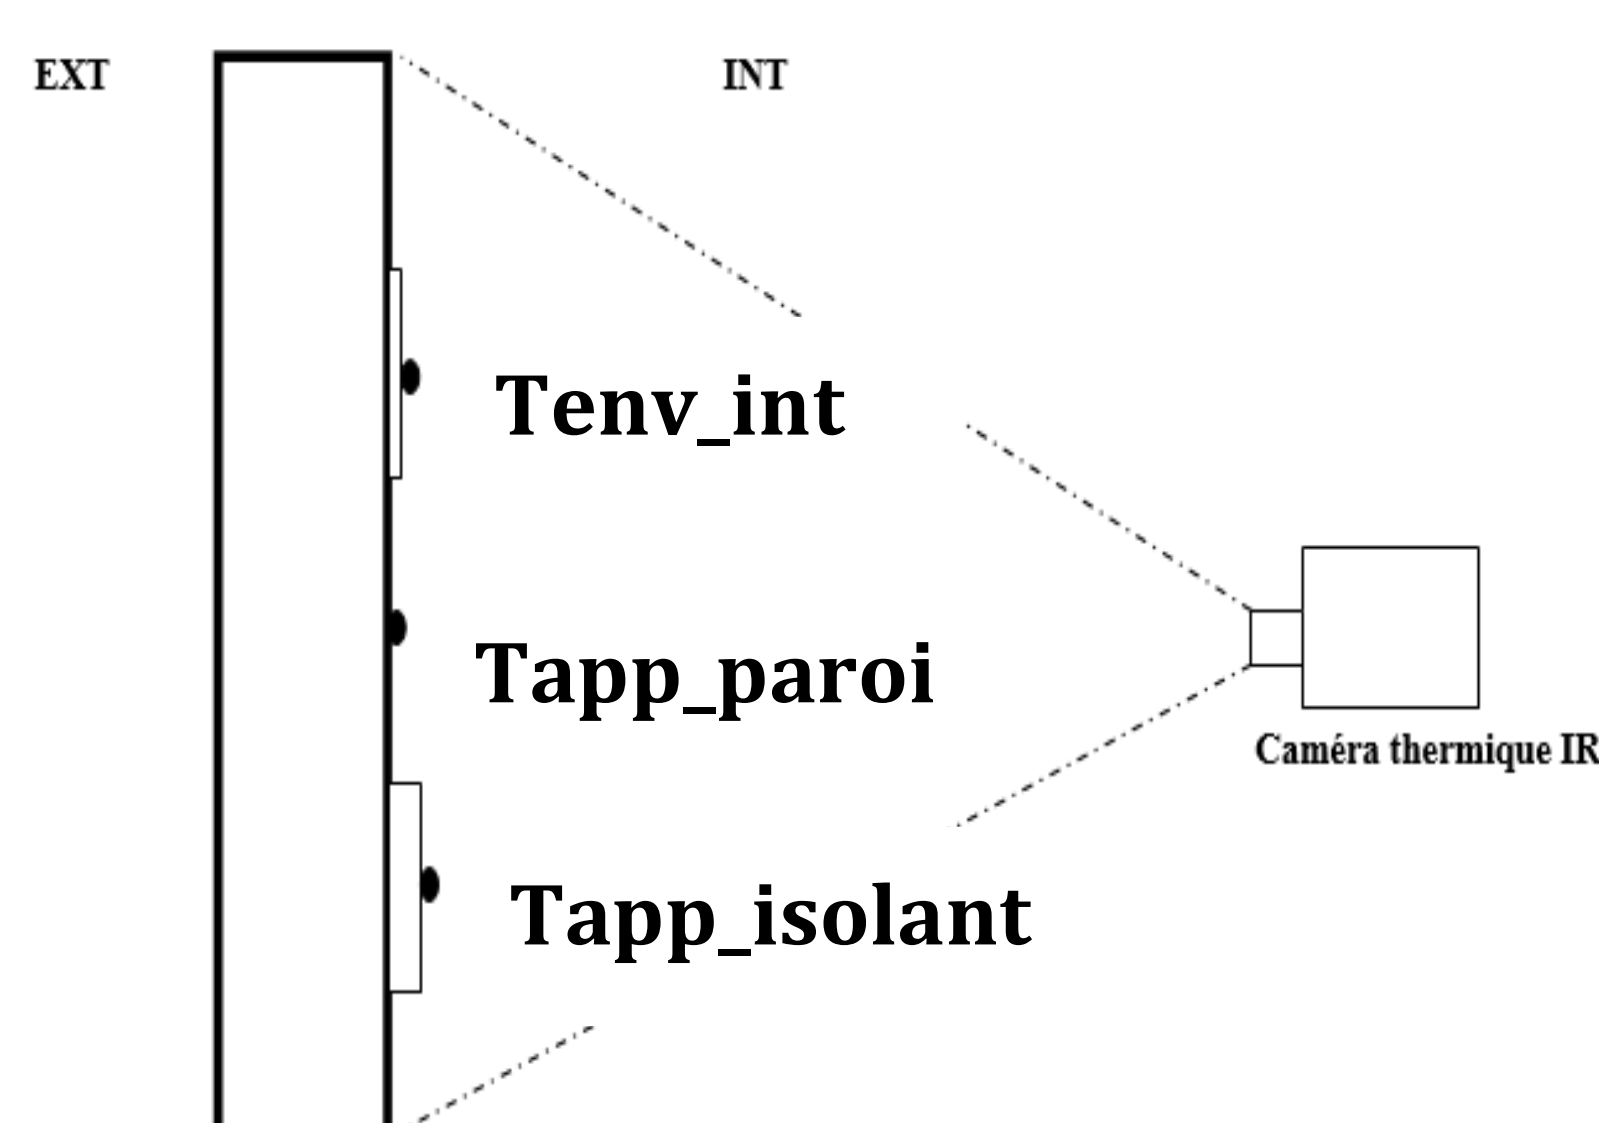 EXT
INT
Tenv_int
Tapp_paroi
Caméra thermique IR
Tapp_isolant